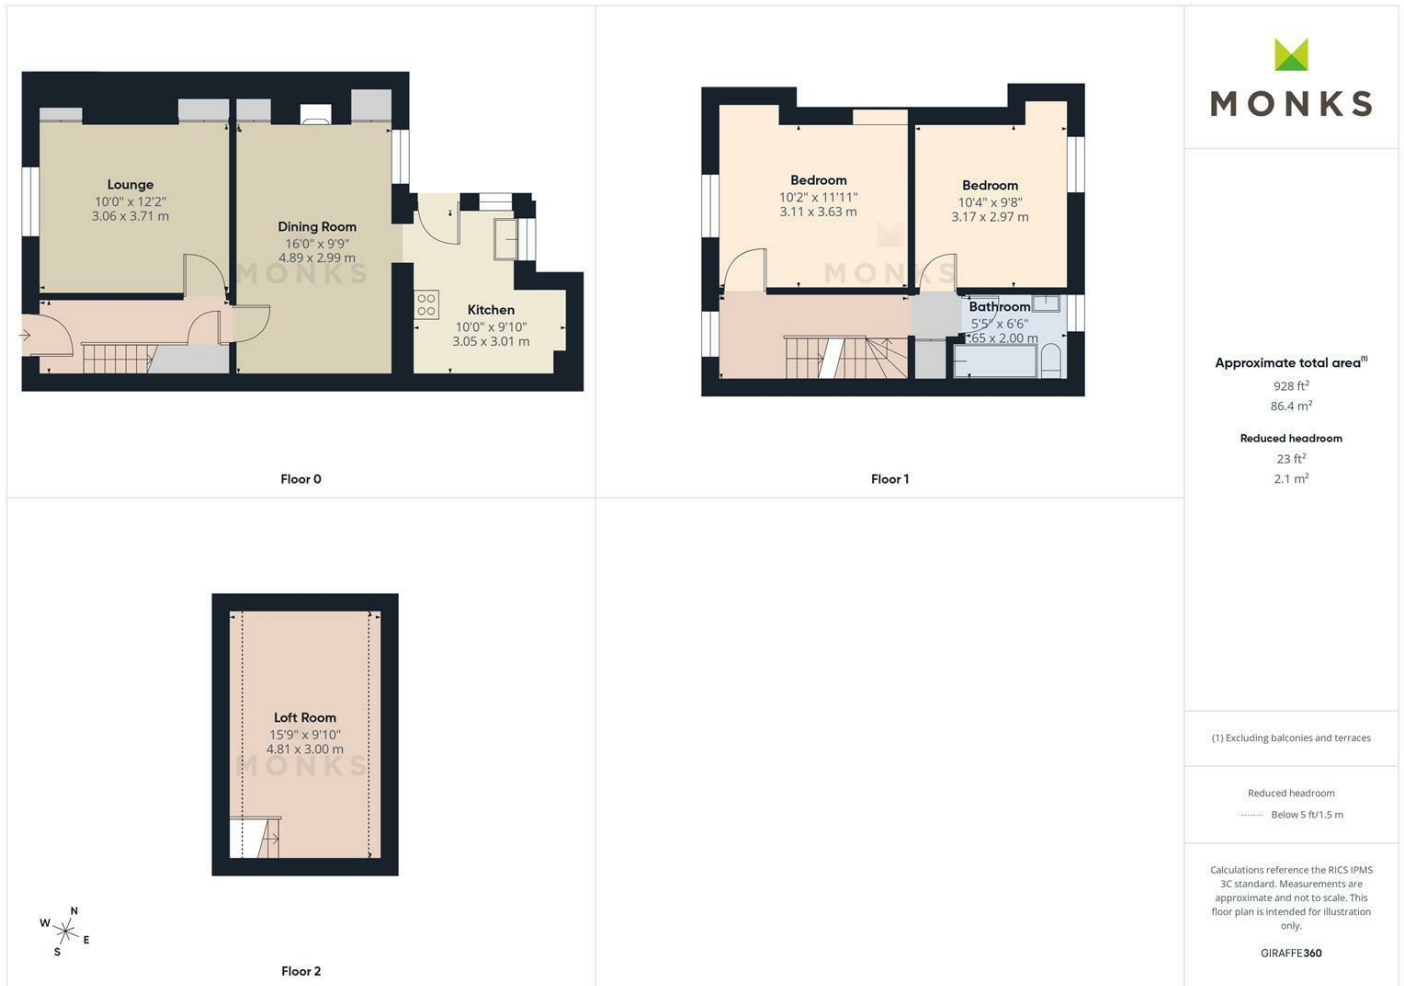 Lounge
10'0" x 12'2"
3.06 x 3.71 m
Dining Room
16'0" x 9'9"
4.89 x 2.99 m
MONKS
Kitchen
10'0" x 9'10"
3.05 x 3.01 m
Floor 0
Bedroom
10'2" x 11'11"
3.11 x 3.63 m
Bedroom
10'4" x 9'8"
3.17 x 2.97 m
MONKS
Bathroom
5'5" x 6'6"
.65 x 2.00 m
Floor 1
Loft Room
15'9" x 9'10"
4.81 x 3.00 m
MONKS
N
W
E
S
Floor 2
MONKS
Approximate total area(1)
928 ft²
86.4 m²
Reduced headroom
23 ft²
2.1 m²
(1) Excluding balconies and terraces
Reduced headroom
Below 5 ft/1.5 m
Calculations reference the RICS IPMS
3C standard. Measurements are
approximate and not to scale. This
floor plan is intended for illustration
only.
GIRAFFE360